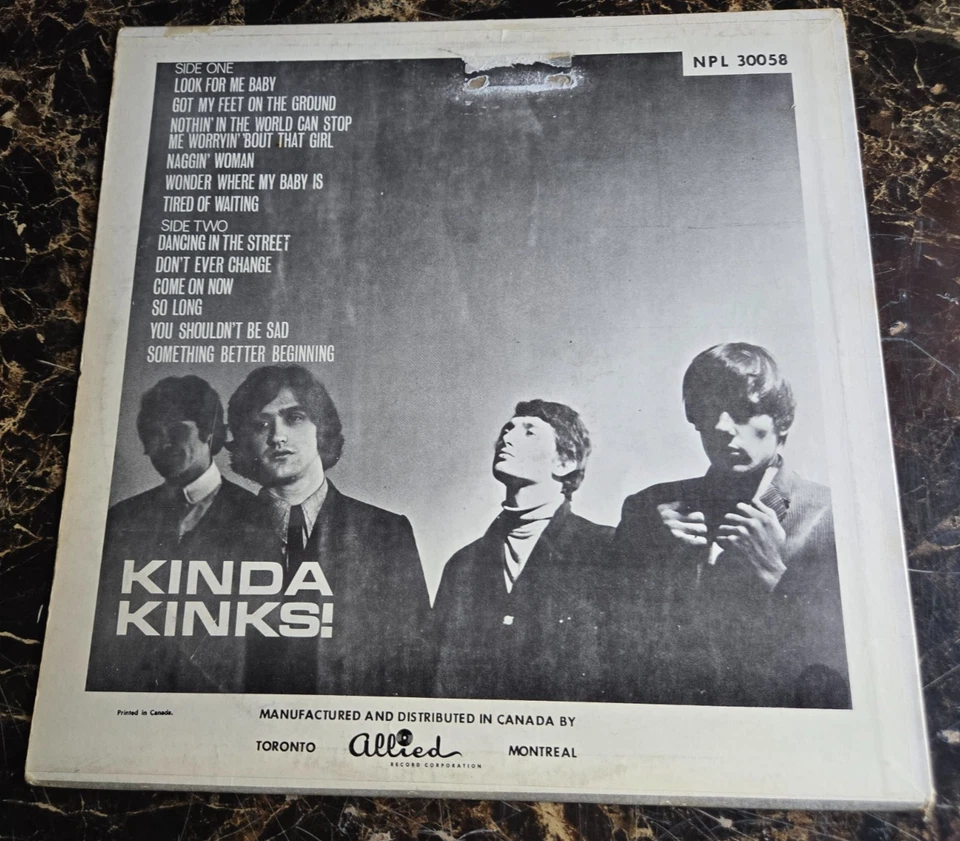 NPL 30058
SIDE ONE
LOOK FOR ME BABY
GOT MY FEET ON THE GROUND
NOTHIN' IN THE WORLD CAN STOP
ME WORRYIN' 'BOUT THAT GIRL
NAGGIN' WOMAN
WONDER WHERE MY BABY IS
TIRED OF WAITING
SIDE TWO
DANCING IN THE STREET
DON'T EVER CHANGE
COME ON NOW
SO LONG
YOU SHOULDN'T BE SAD
SOMETHING BETTER BEGINNING
KINDA
KINKS!
Printed in Canada.
MANUFACTURED AND DISTRIBUTED IN CANADA BY
TORONTO allied MONTREAL
RECORD CORPORATION